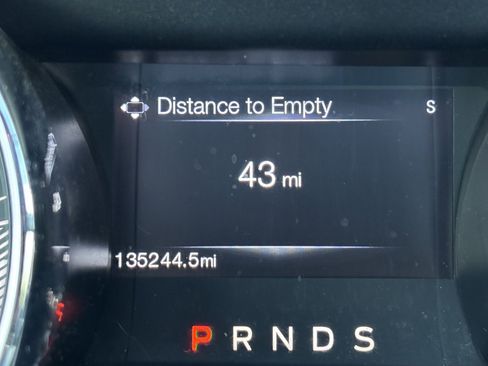 Distance to Empty S
43 mi
135244.5mi
P R N D S